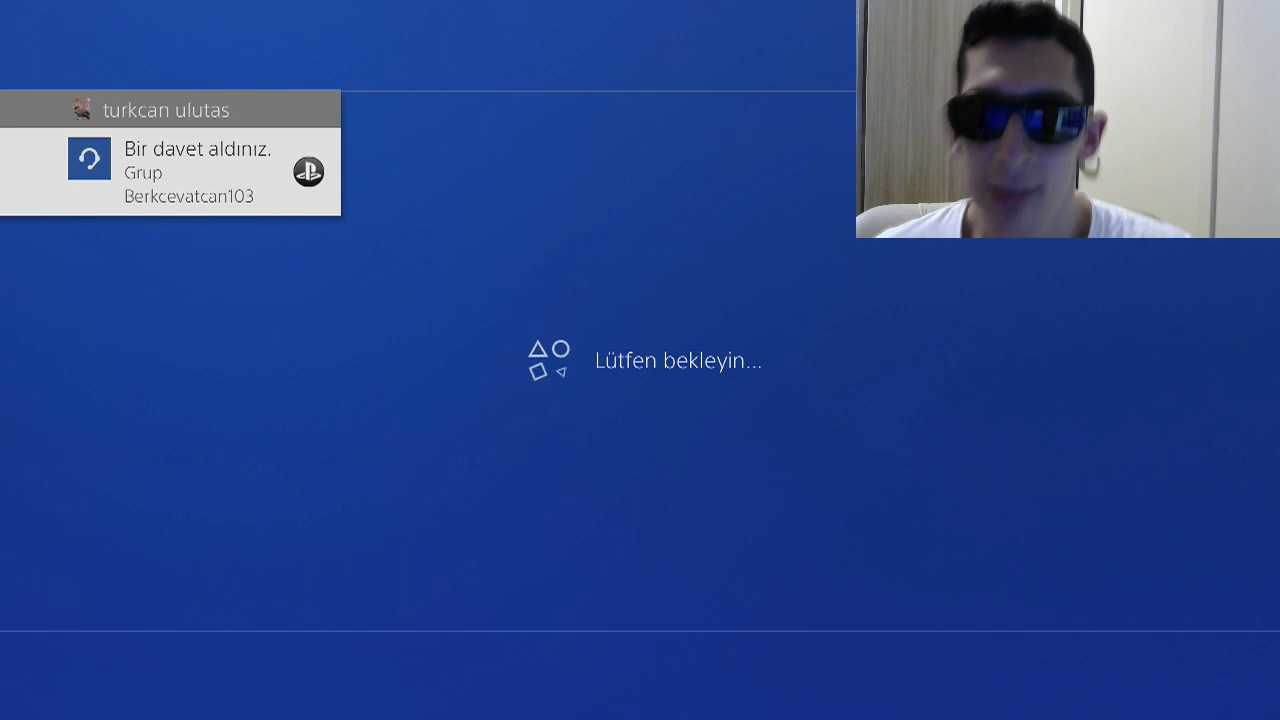 turkcan ulutas
Bir davet aldınız.
Grup
Berkcevatcan103
Lütfen bekleyin...